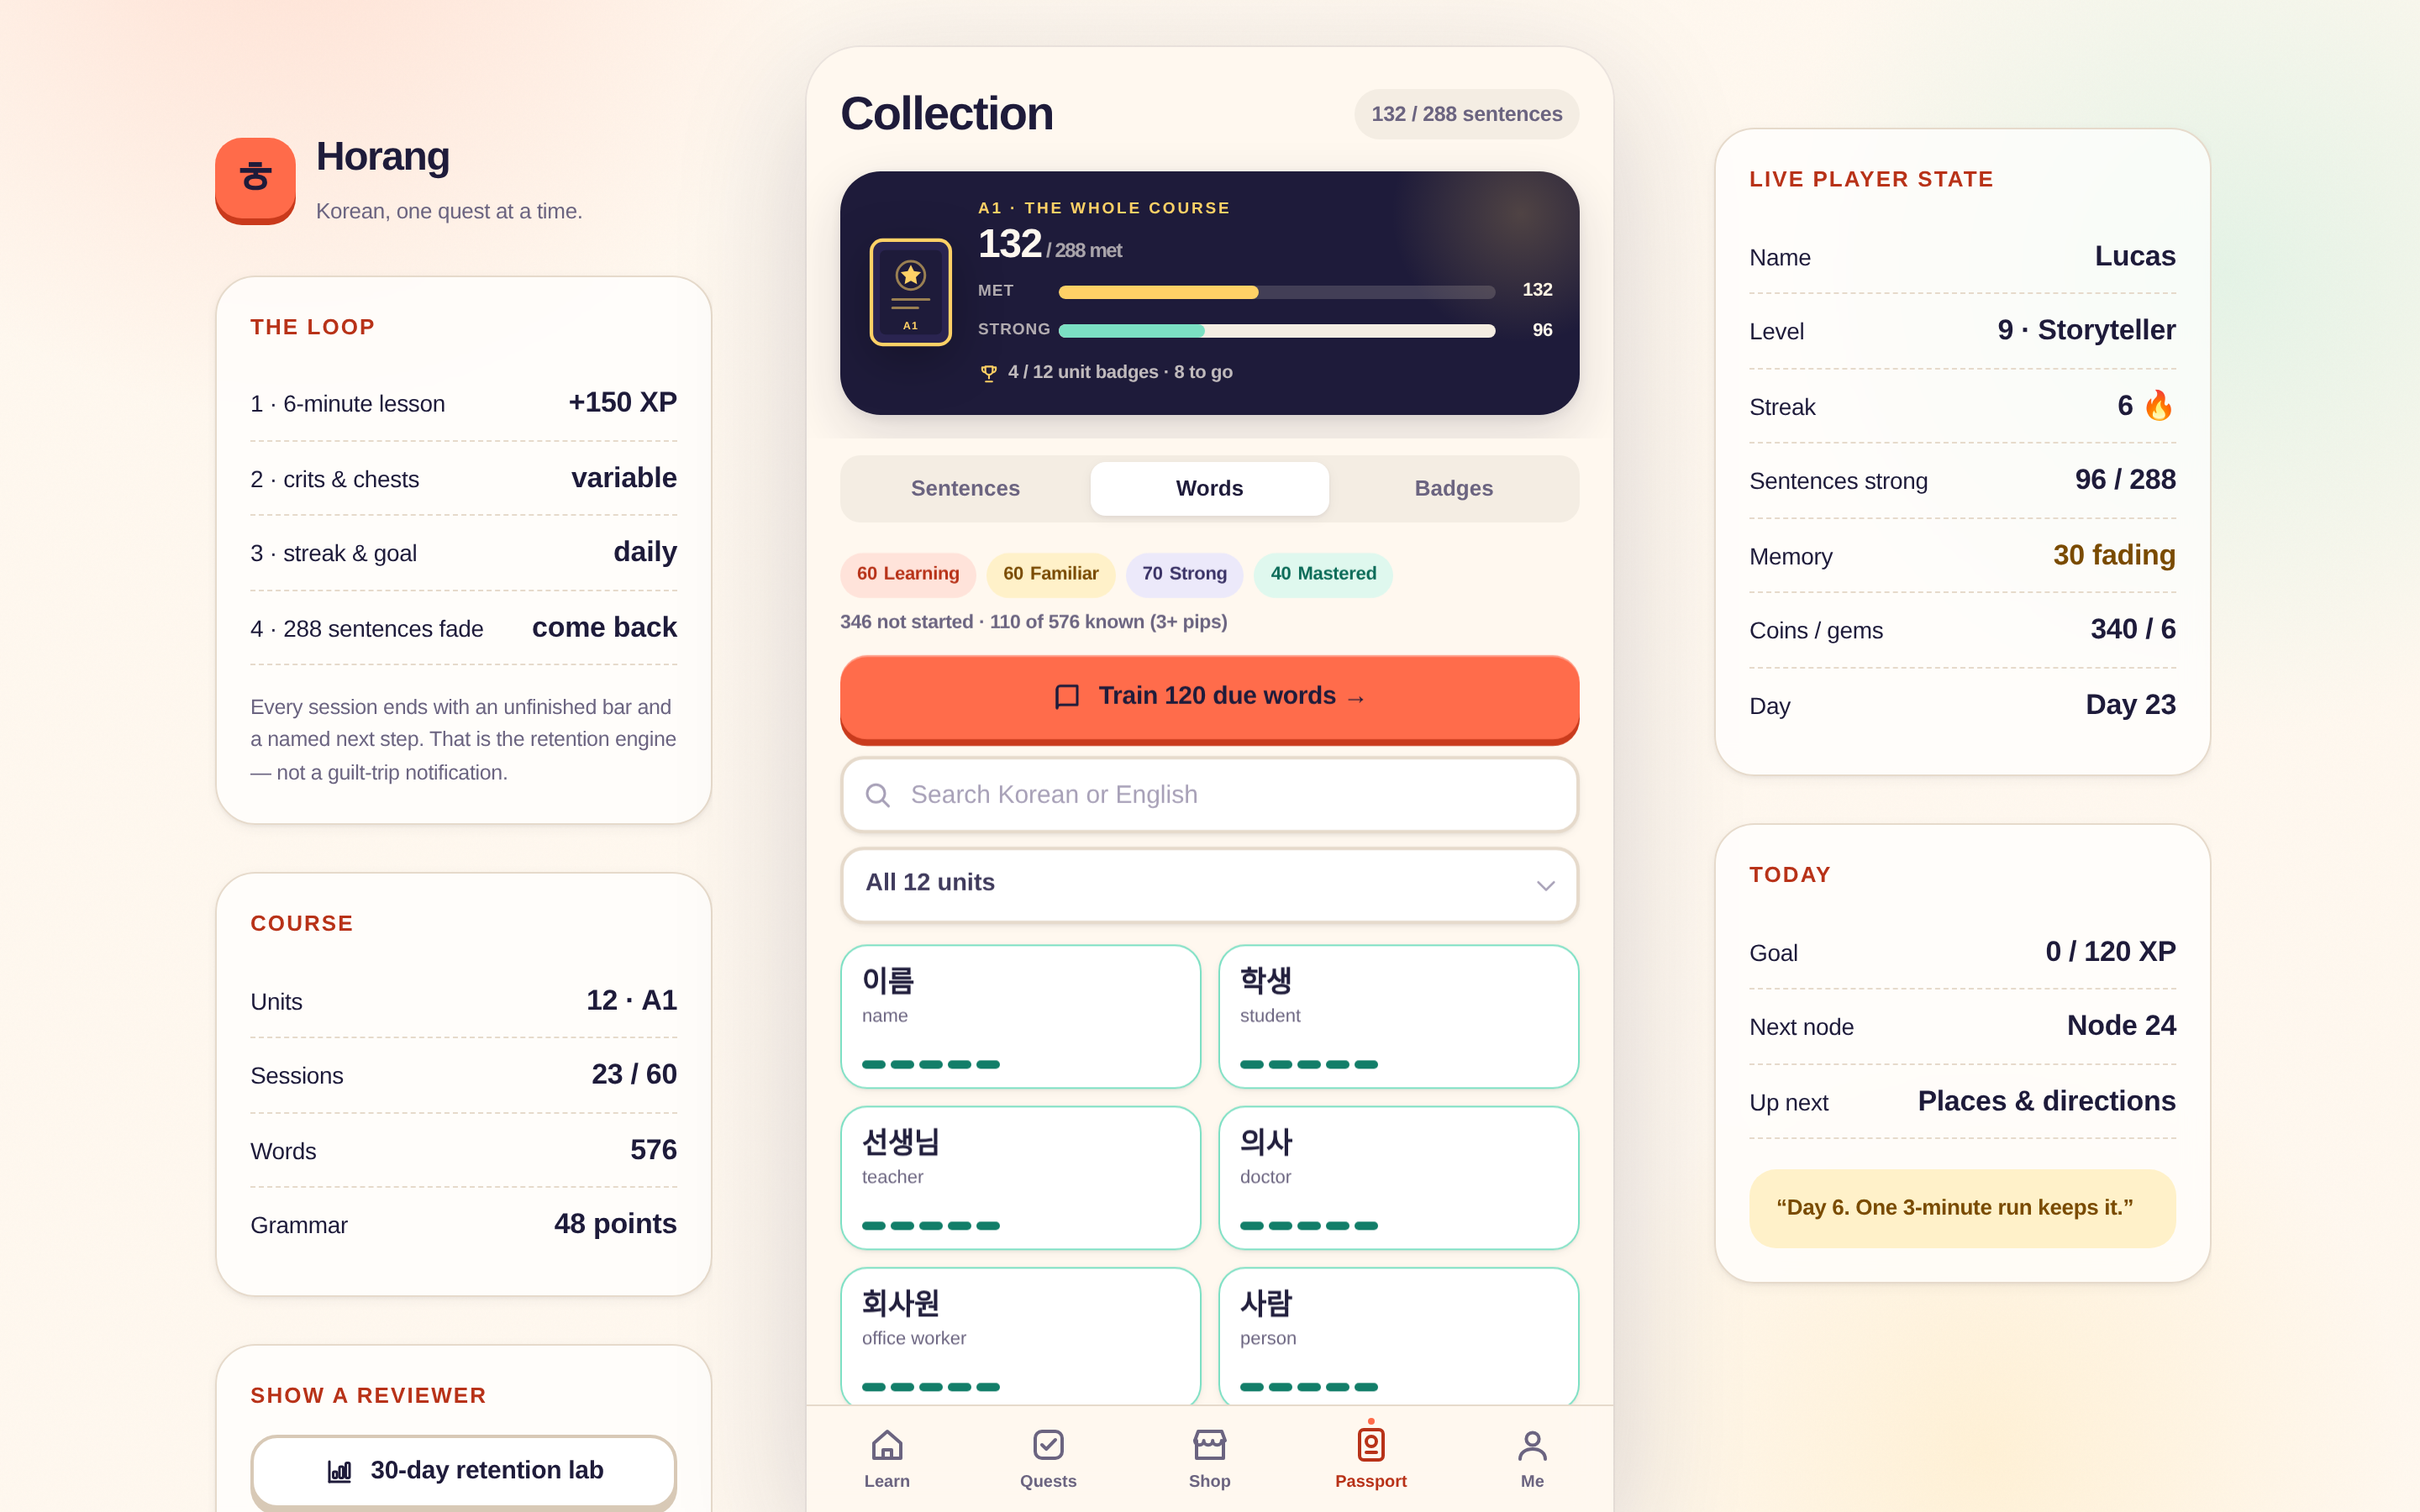 ㅎ
Horang
Korean, one quest at a time.
THE LOOP
1 · 6-minute lesson +150 XP
2 · crits & chests variable
3 · streak & goal daily
4 · 288 sentences fade come back
Every session ends with an unfinished bar and
a named next step. That is the retention engine
— not a guilt-trip notification.
COURSE
Units 12 · A1
Sessions 23 / 60
Words 576
Grammar 48 points
SHOW A REVIEWER
30-day retention lab
Collection
132 / 288 sentences
A1
A1 · THE WHOLE COURSE
132 / 288 met
MET 132
STRONG 96
4 / 12 unit badges · 8 to go
Sentences Words Badges
60 Learning 60 Familiar 70 Strong 40 Mastered
346 not started · 110 of 576 known (3+ pips)
Train 120 due words →
Search Korean or English
All 12 units
이름
name
학생
student
선생님
teacher
의사
doctor
회사원
office worker
사람
person
Learn Quests Shop Passport Me
LIVE PLAYER STATE
Name Lucas
Level 9 · Storyteller
Streak 6 🔥
Sentences strong 96 / 288
Memory 30 fading
Coins / gems 340 / 6
Day Day 23
TODAY
Goal 0 / 120 XP
Next node Node 24
Up next Places & directions
“Day 6. One 3-minute run keeps it.”